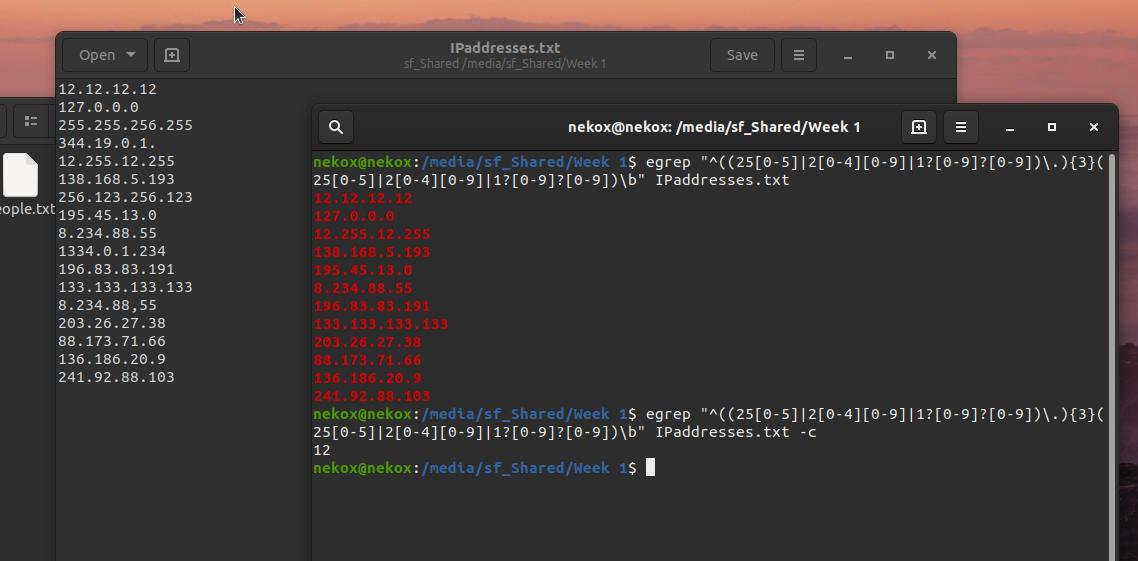 Open
IPaddresses.txt
sf_Shared /media/sf_Shared/Week 1
Save
12.12.12.12
127.0.0.0
255.255.256.255
344.19.0.1.
12.255.12.255
138.168.5.193
256.123.256.123
195.45.13.0
8.234.88.55
1334.0.1.234
196.83.83.191
133.133.133.133
8.234.88,55
203.26.27.38
88.173.71.66
136.186.20.9
241.92.88.103
eople.txt
nekox@nekox: /media/sf_Shared/Week 1
nekox@nekox:/media/sf_Shared/Week 1$ egrep "^((25[0-5]|2[0-4][0-9]|1?[0-9]?[0-9])\.){3}(
25[0-5]|2[0-4][0-9]|1?[0-9]?[0-9])\b" IPaddresses.txt
12.12.12.12
127.0.0.0
12.255.12.255
138.168.5.193
195.45.13.0
8.234.88.55
196.83.83.191
133.133.133.133
203.26.27.38
88.173.71.66
136.186.20.9
241.92.88.103
nekox@nekox:/media/sf_Shared/Week 1$ egrep "^((25[0-5]|2[0-4][0-9]|1?[0-9]?[0-9])\.){3}(
25[0-5]|2[0-4][0-9]|1?[0-9]?[0-9])\b" IPaddresses.txt -c
12
nekox@nekox:/media/sf_Shared/Week 1$